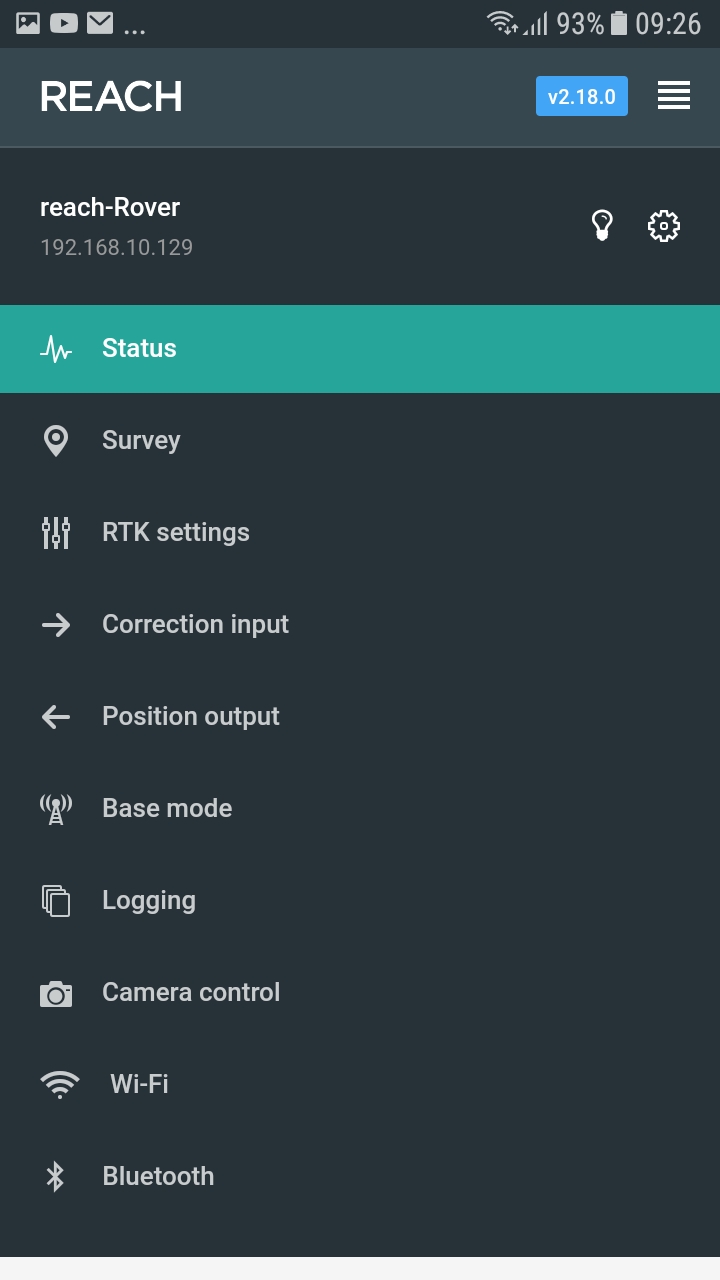 ... 93% 09:26
REACH v2.18.0
reach-Rover
192.168.10.129
Status
Survey
RTK settings
Correction input
Position output
Base mode
Logging
Camera control
Wi-Fi
Bluetooth